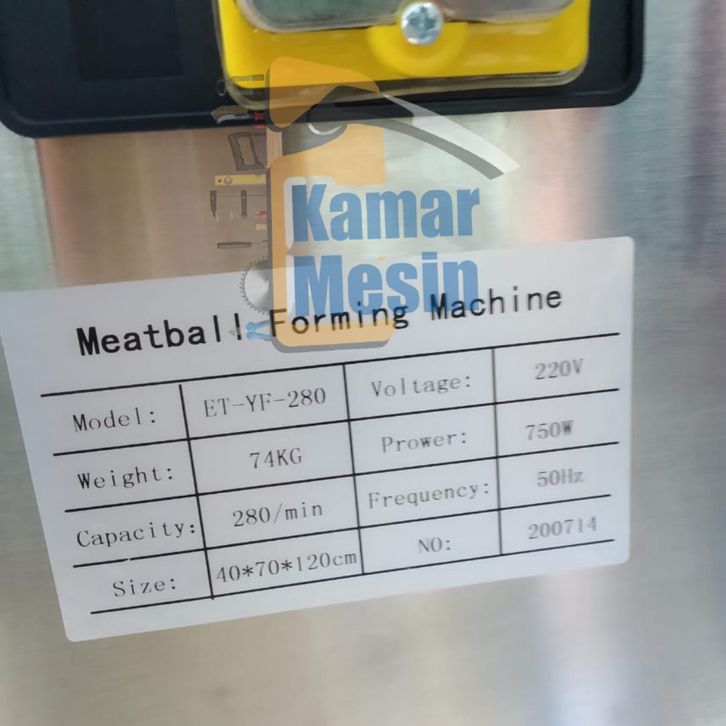 Kamar
Mesin
Meatball Forming Machine
Model: ET-YF-280 Voltage: 220V
Weight: 74KG Prower: 750W
Capacity: 280/min Frequency: 50Hz
Size: 40*70*120cm NO: 200714